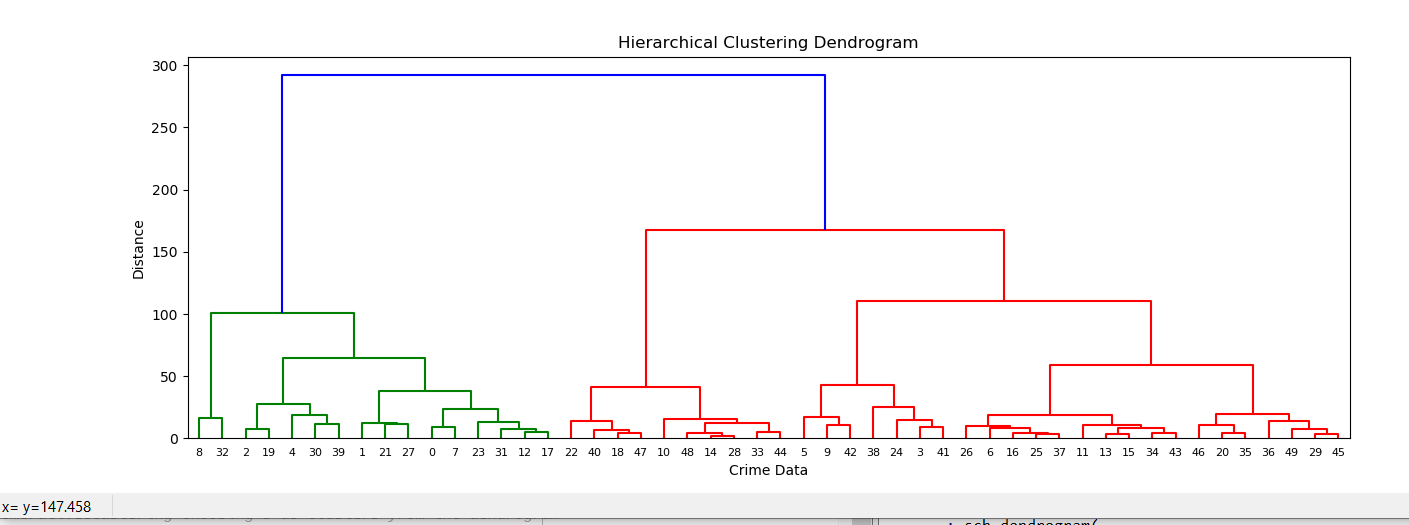 Hierarchical Clustering Dendrogram
300
250
200
150
100
50
0
Distance
8 32 2 19 4 30 39 1 21 27 0 7 23 31 12 17 22 40 18 47 10 48 14 28 33 44 5 9 42 38 24 3 41 26 6 16 25 37 11 13 15 34 43 46 20 35 36 49 29 45
Crime Data
x= y=147.458
: sch.dendrogram(